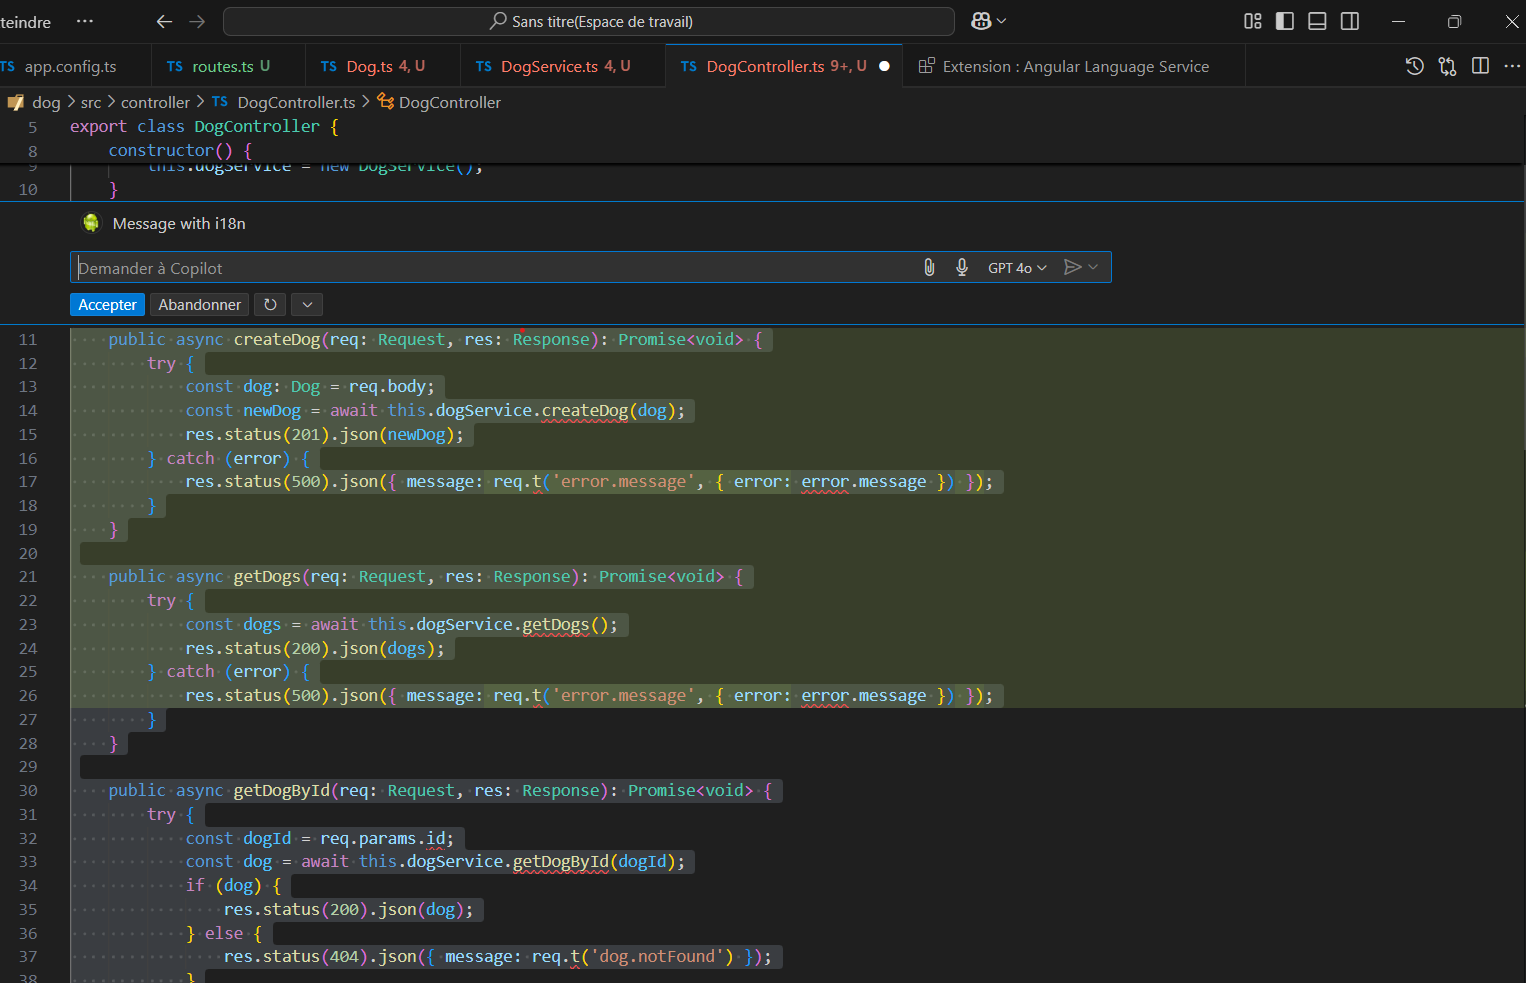 teindre ··· Sans titre(Espace de travail)
TS app.config.ts TS routes.ts U TS Dog.ts 4, U TS DogService.ts 4, U TS DogController.ts 9+, U ● Extension : Angular Language Service ···
dog > src > controller > TS DogController.ts > DogController
5 export class DogController {
8 constructor() {
9 this.dogService = new DogService();
10 }
Message with i18n
Demander à Copilot GPT 4o
Accepter Abandonner
11 public async createDog(req: Request, res: Response): Promise<void> {
12 try {
13 const dog: Dog = req.body;
14 const newDog = await this.dogService.createDog(dog);
15 res.status(201).json(newDog);
16 } catch (error) {
17 res.status(500).json({ message: req.t('error.message', { error: error.message }) });
18 }
19 }
20
21 public async getDogs(req: Request, res: Response): Promise<void> {
22 try {
23 const dogs = await this.dogService.getDogs();
24 res.status(200).json(dogs);
25 } catch (error) {
26 res.status(500).json({ message: req.t('error.message', { error: error.message }) });
27 }
28 }
29
30 public async getDogById(req: Request, res: Response): Promise<void> {
31 try {
32 const dogId = req.params.id;
33 const dog = await this.dogService.getDogById(dogId);
34 if (dog) {
35 res.status(200).json(dog);
36 } else {
37 res.status(404).json({ message: req.t('dog.notFound') });
38 }